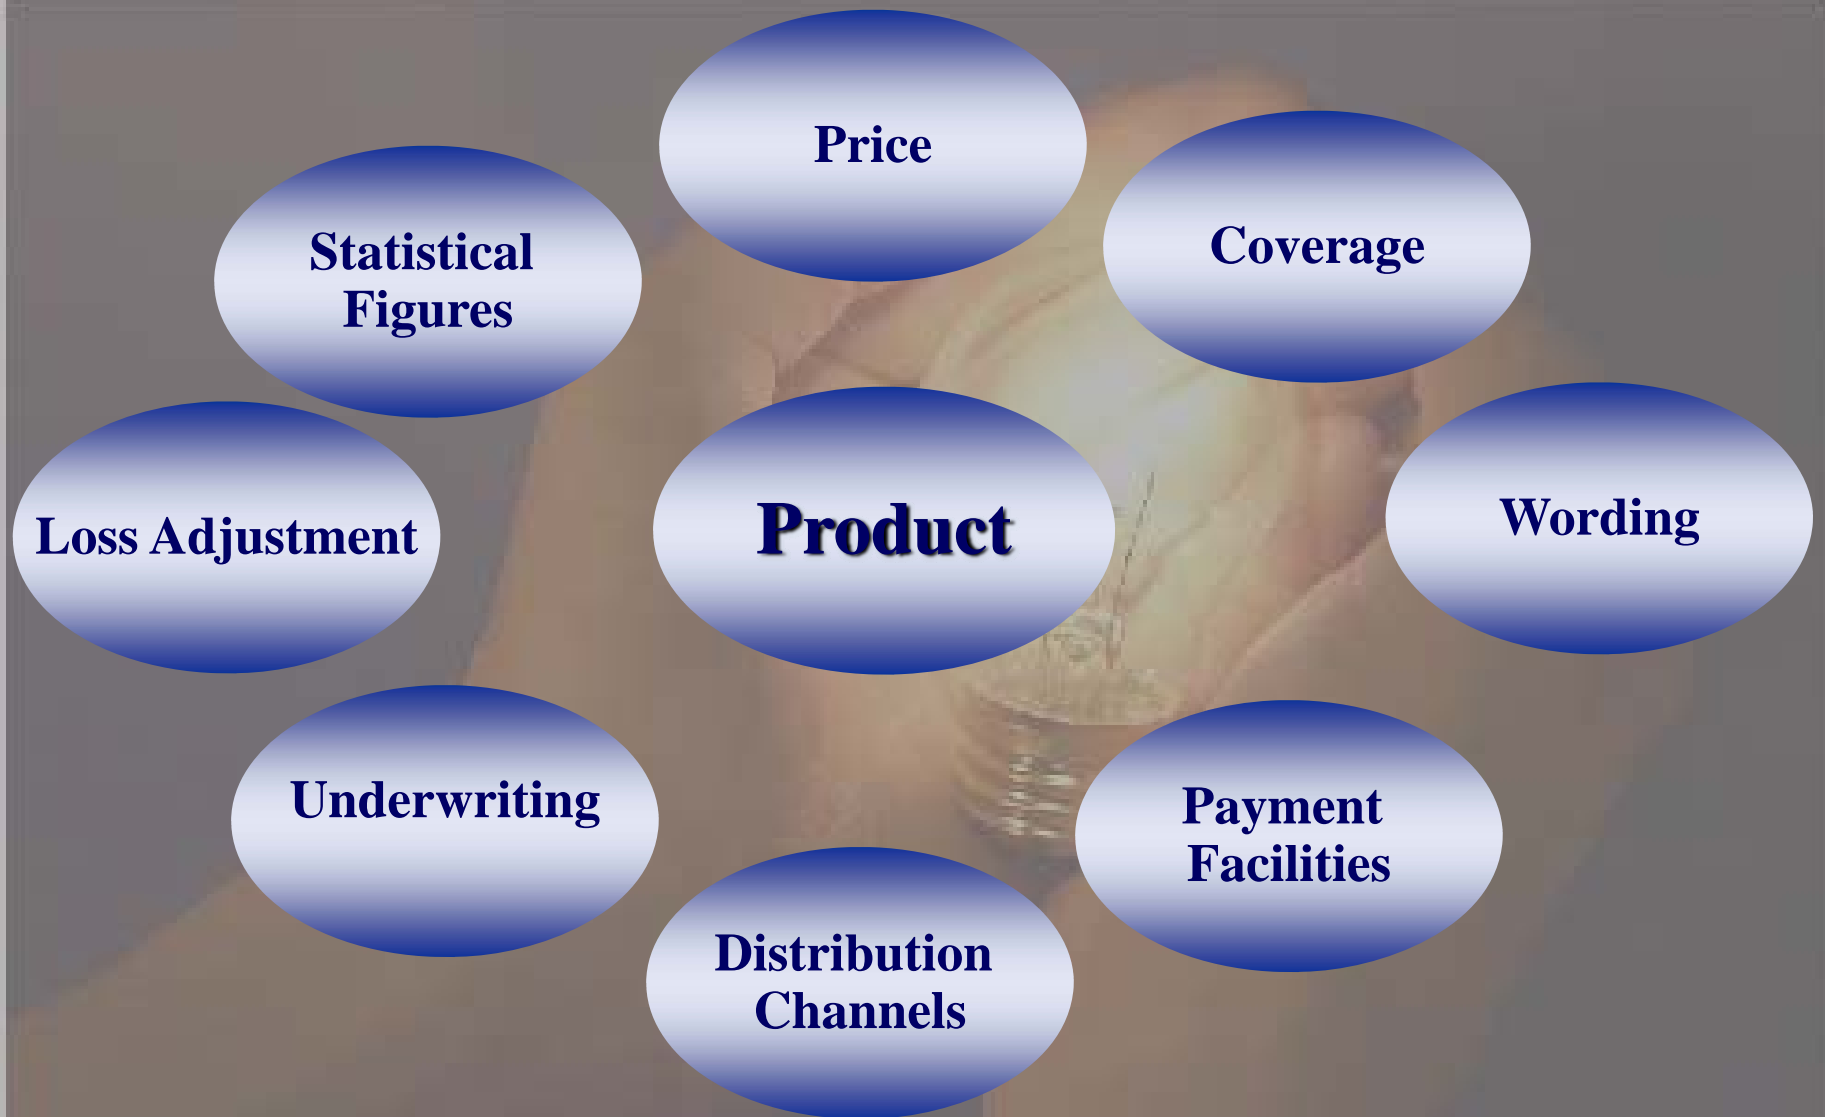 Price
Coverage
Statistical
Figures
Product
Wording
Loss Adjustment
Underwriting
Payment
Facilities
Distribution
Channels